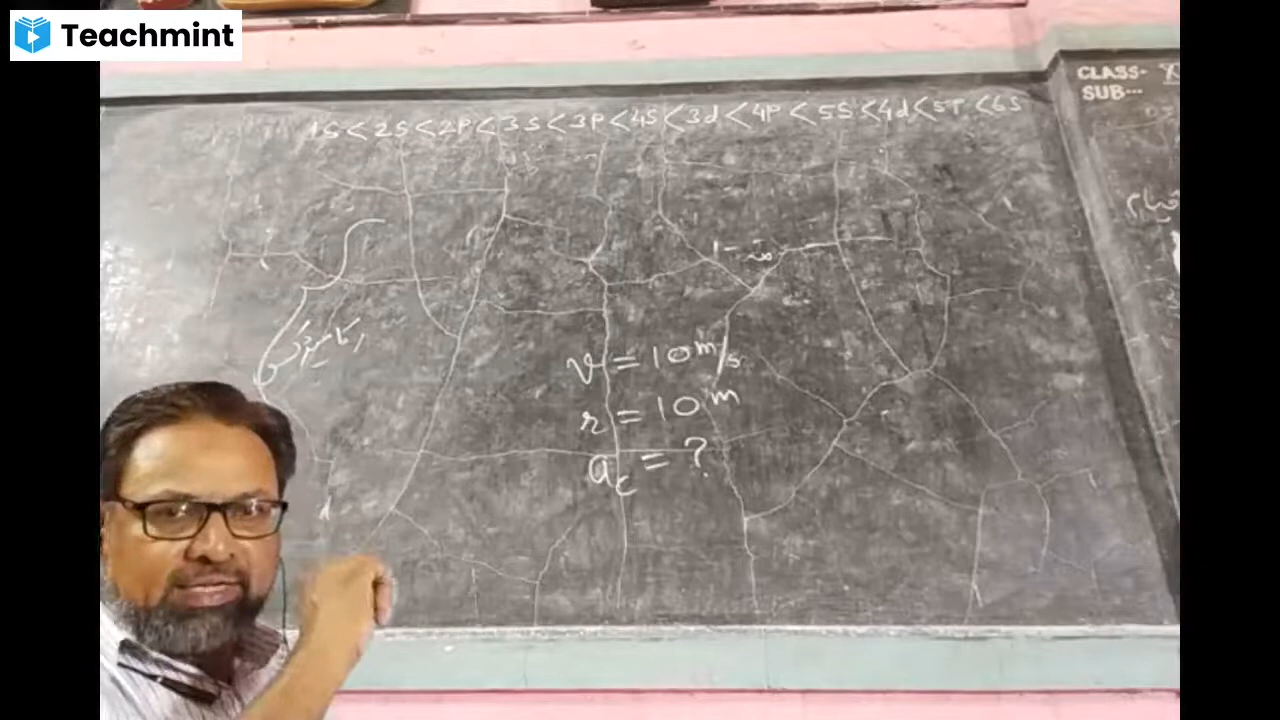 Teachmint
CLASS-
SUB...
1S < 2S < 2P < 3S < 3P < 4S < 3d < 4P < 5S < 4d < 5P < 6S
v = 10 m/s
r = 10 m
a_c = ?